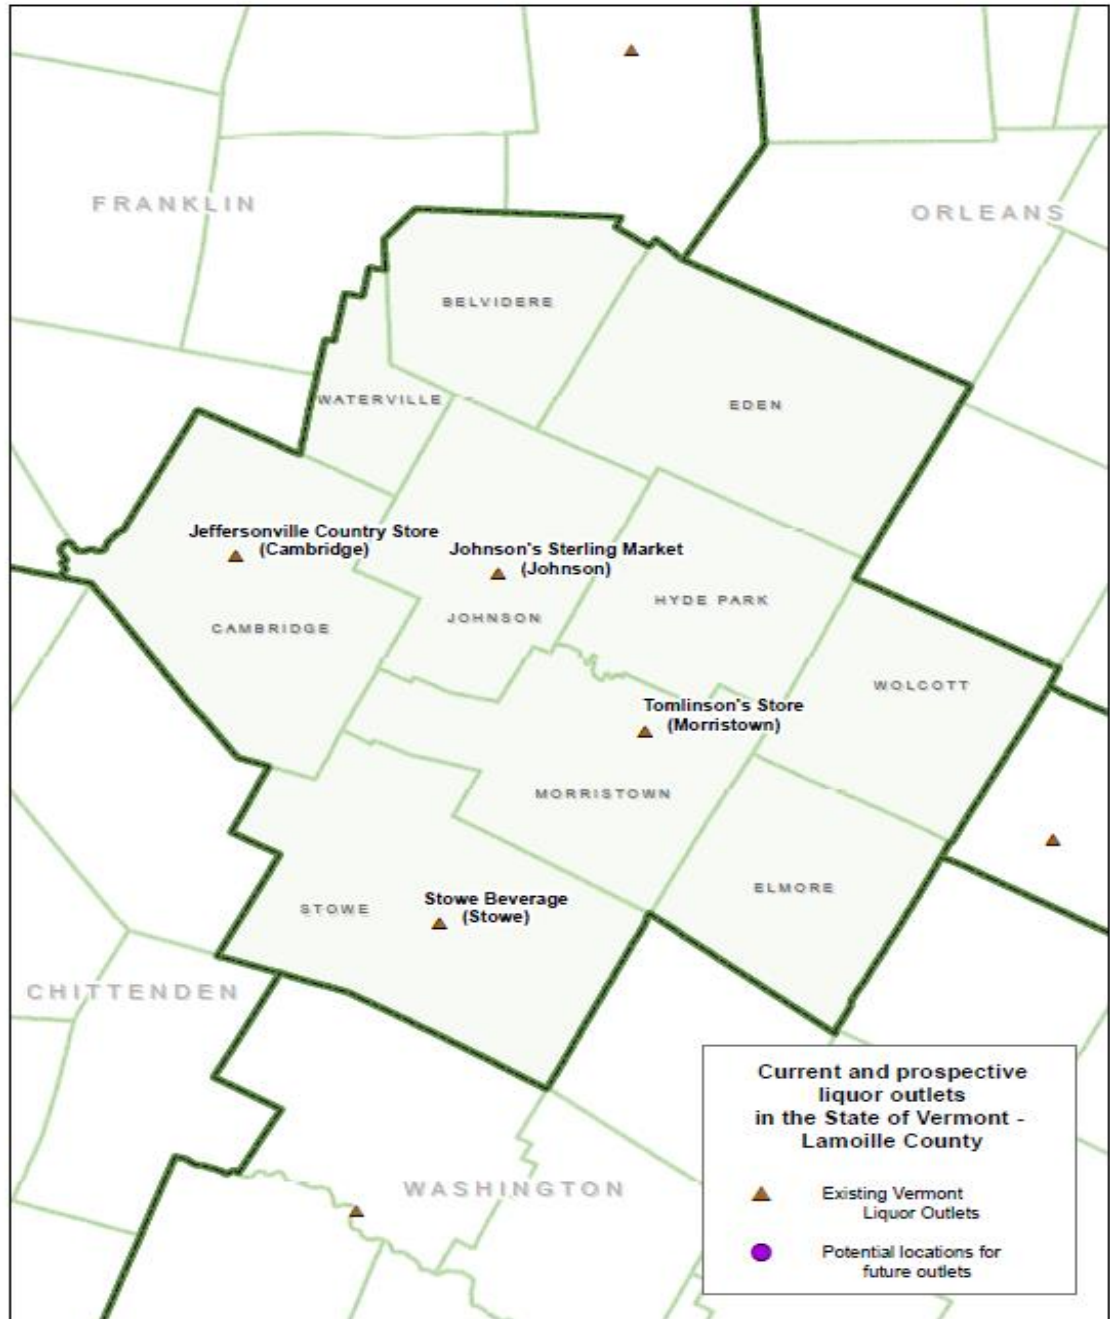 FRANKLIN
ORLEANS
BELVIDERE
WATERVILLE
EDEN
Jeffersonville Country Store
(Cambridge)
Johnson's Sterling Market
(Johnson)
HYDE PARK
JOHNSON
CAMBRIDGE
WOLCOTT
Tomlinson's Store
(Morristown)
MORRISTOWN
ELMORE
Stowe Beverage
(Stowe)
STOWE
CHITTENDEN
WASHINGTON
Current and prospective
liquor outlets
in the State of Vermont -
Lamoille County
Existing Vermont
Liquor Outlets
Potential locations for
future outlets